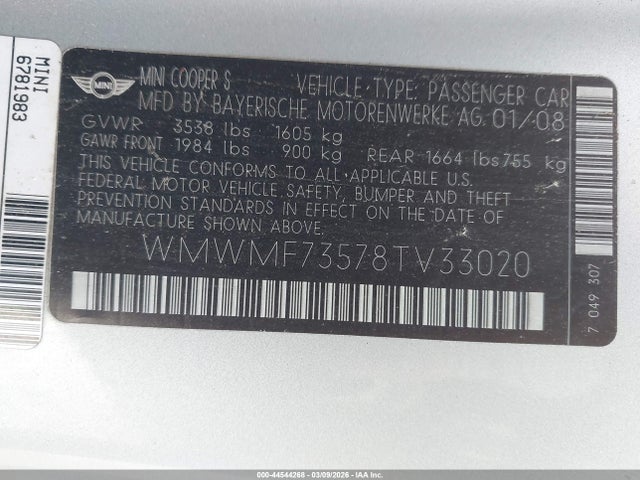 MINI
6781983
MINI
MINI COOPER S VEHICLE TYPE: PASSENGER CAR
MFD BY BAYERISCHE MOTORENWERKE AG 01/08
GVWR 3538 lbs 1605 kg
GAWR FRONT 1984 lbs 900 kg REAR 1664 lbs 755 kg
THIS VEHICLE CONFORMS TO ALL APPLICABLE U.S.
FEDERAL MOTOR VEHICLE SAFETY, BUMPER AND THEFT
PREVENTION STANDARDS IN EFFECT ON THE DATE OF
MANUFACTURE SHOWN ABOVE.
WMWMF73578TV33020
7 049 307
000-44544268 - 03/09/2026 - IAA Inc.